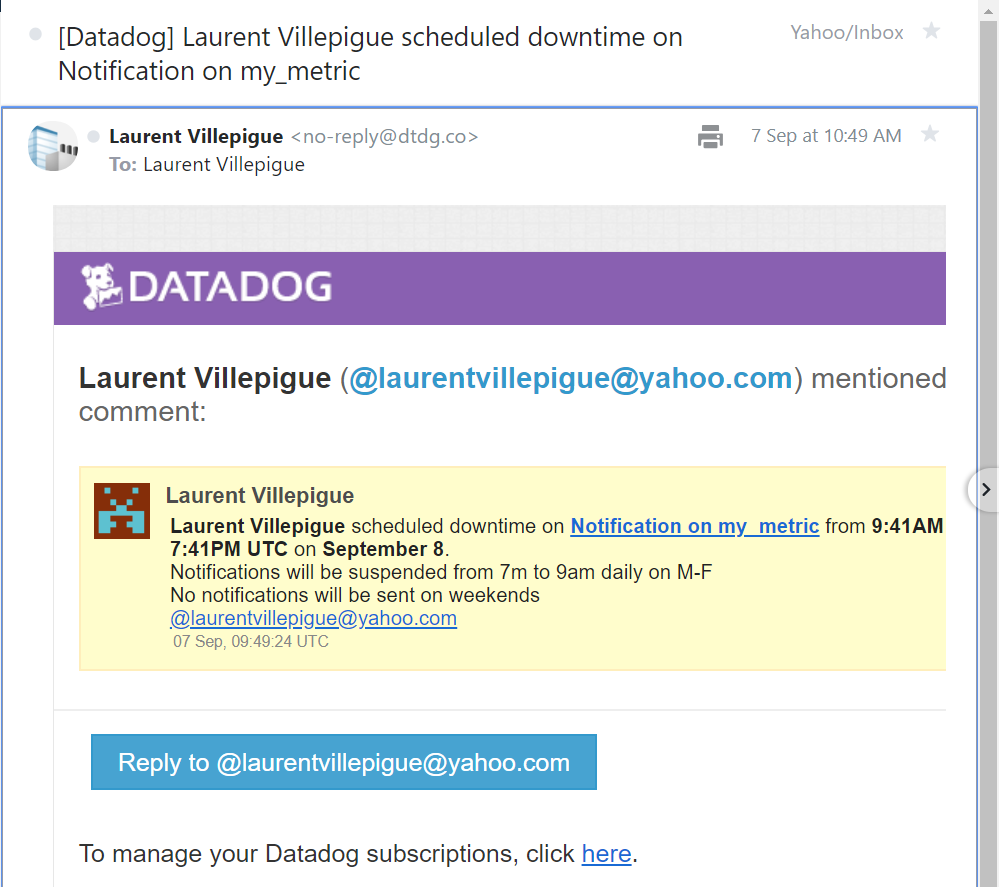 [Datadog] Laurent Villepigue scheduled downtime on
Notification on my_metric
Yahoo/Inbox
Laurent Villepigue <no-reply@dtdg.co>
7 Sep at 10:49 AM
To: Laurent Villepigue
DATADOG
Laurent Villepigue (@laurentvillepigue@yahoo.com) mentioned
comment:
Laurent Villepigue
Laurent Villepigue scheduled downtime on Notification on my_metric from 9:41AM
7:41PM UTC on September 8.
Notifications will be suspended from 7m to 9am daily on M-F
No notifications will be sent on weekends
@laurentvillepigue@yahoo.com
07 Sep, 09:49:24 UTC
Reply to @laurentvillepigue@yahoo.com
To manage your Datadog subscriptions, click here.